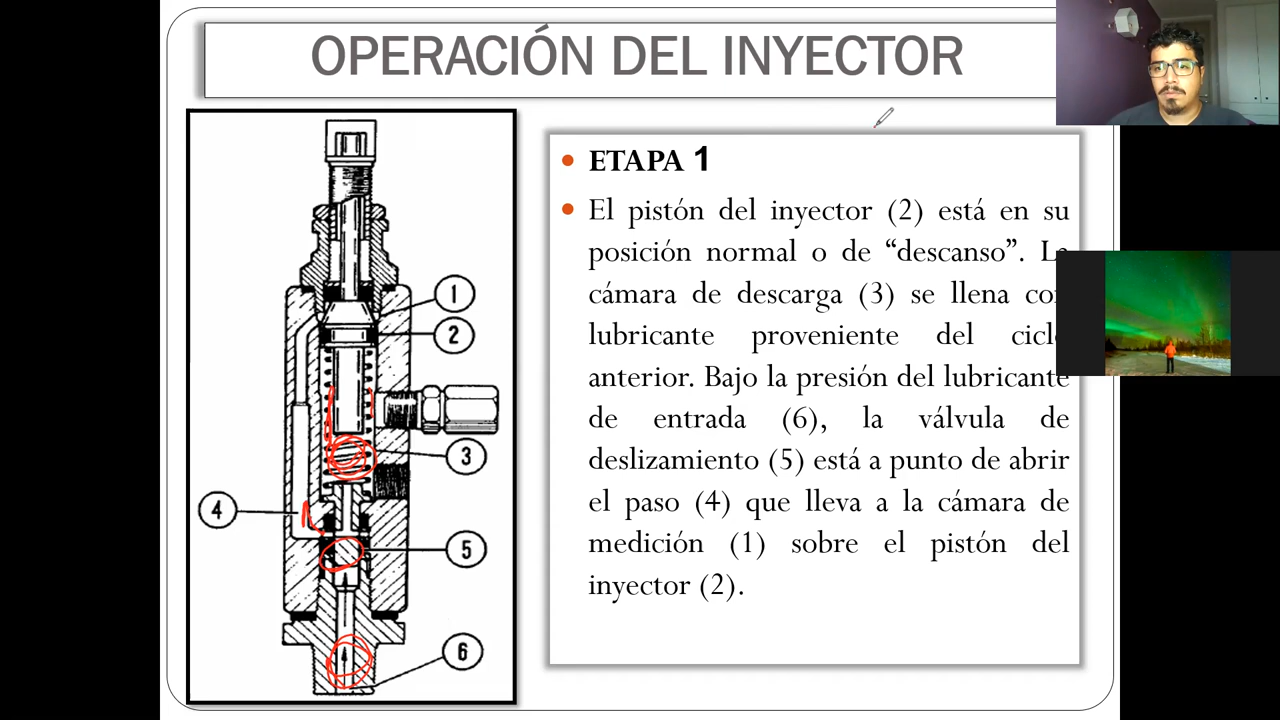 OPERACIÓN DEL INYECTOR
ETAPA 1
El pistón del inyector (2) está en su
posición normal o de “descanso”.
cámara de descarga (3) se llena
lubricante proveniente del
anterior. Bajo la presión del lubricante
de entrada (6), la válvula de
deslizamiento (5) está a punto de abrir
el paso (4) que lleva a la cámara de
medición (1) sobre el pistón del
inyector (2).
1
2
3
4
5
6